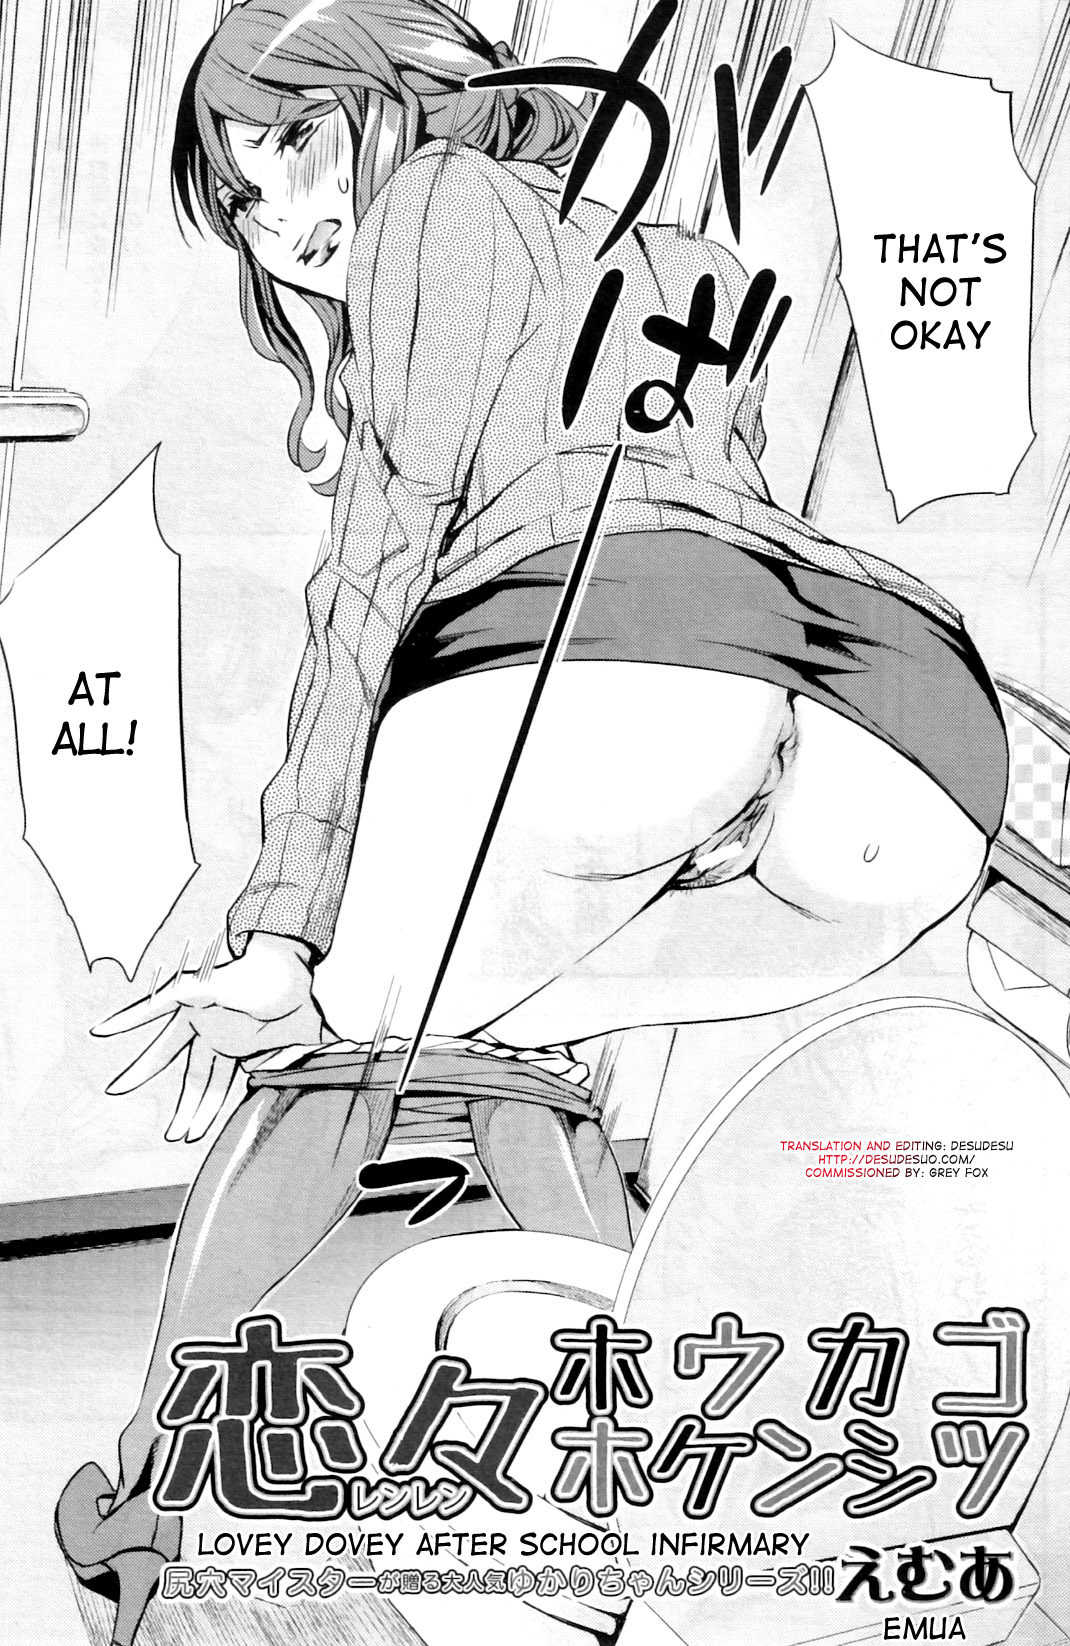 THAT'S
NOT
OKAY
がばっ
AT
ALL!
TRANSLATION AND EDITING: DESUDESU
HTTP://DESUDESUO.COM/
COMMISSIONED BY: GREY FOX
恋々ホウカゴ
レンレン
ホケンシツ
LOVEY DOVEY AFTER SCHOOL INFIRMARY
尻穴マイスターが贈る大人気ゆかりちゃんシリーズ!!
えむあ
EMUA